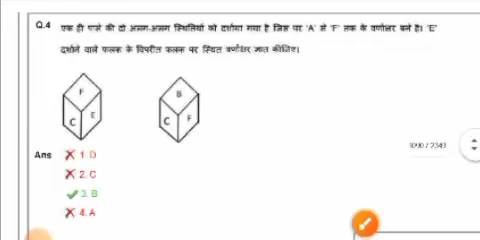 Q.4 एक ही पासे की दो अलग-अलग स्थितियों को दर्शाया गया है जिस पर 'A' से 'F' तक के वर्णाक्षर बने हैं। 'E'
दर्शाने वाले फलक के विपरीत फलक पर स्थित वर्णाक्षर ज्ञात कीजिए।
F
C E
B
C F
Ans 1. D
2. C
3. B
4. A